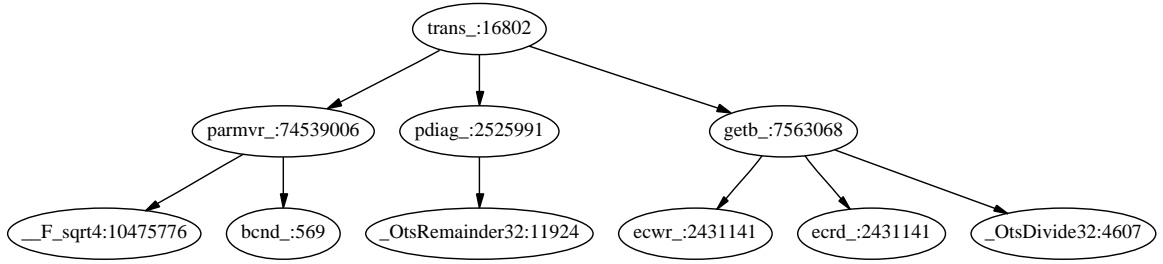 trans_:16802
parmvr_:74539006
pdiag_:2525991
getb_:7563068
__F_sqrt4:10475776
bcnd_:569
_OtsRemainder32:11924
ecwr_:2431141
ecrd_:2431141
_OtsDivide32:4607